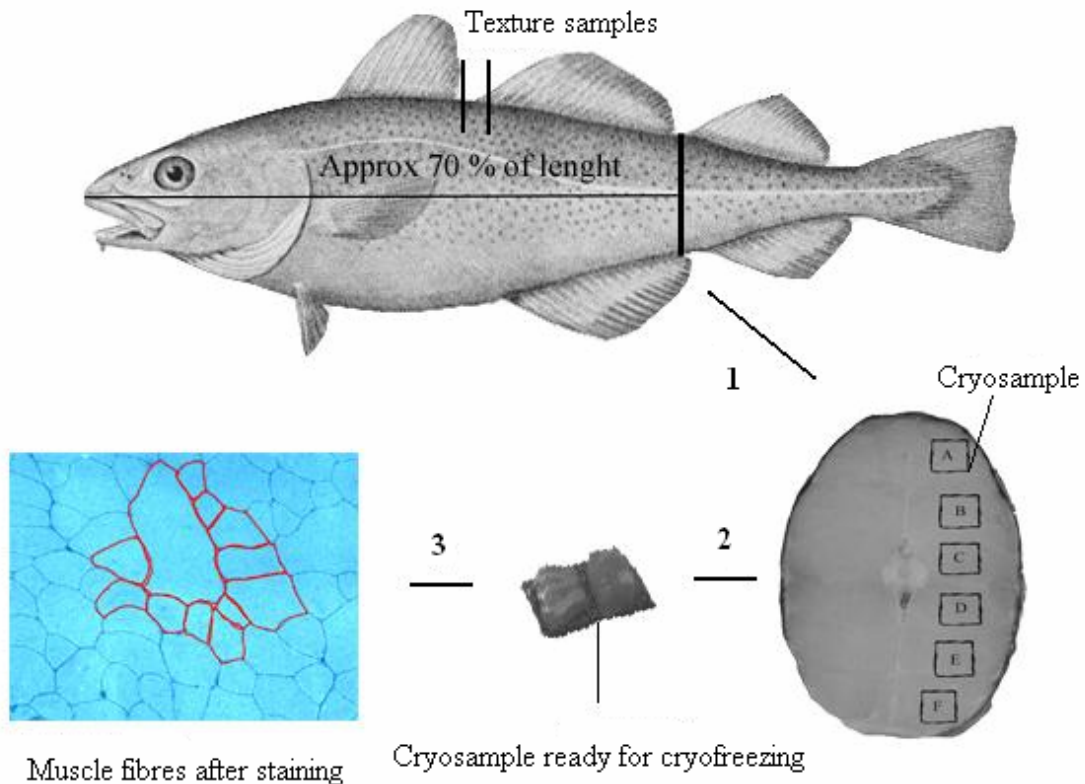 Texture samples
Approx 70 % of lenght
1
Cryosample
A
B
C
D
E
F
2
3
Cryosample ready for cryofreezing
Muscle fibres after staining